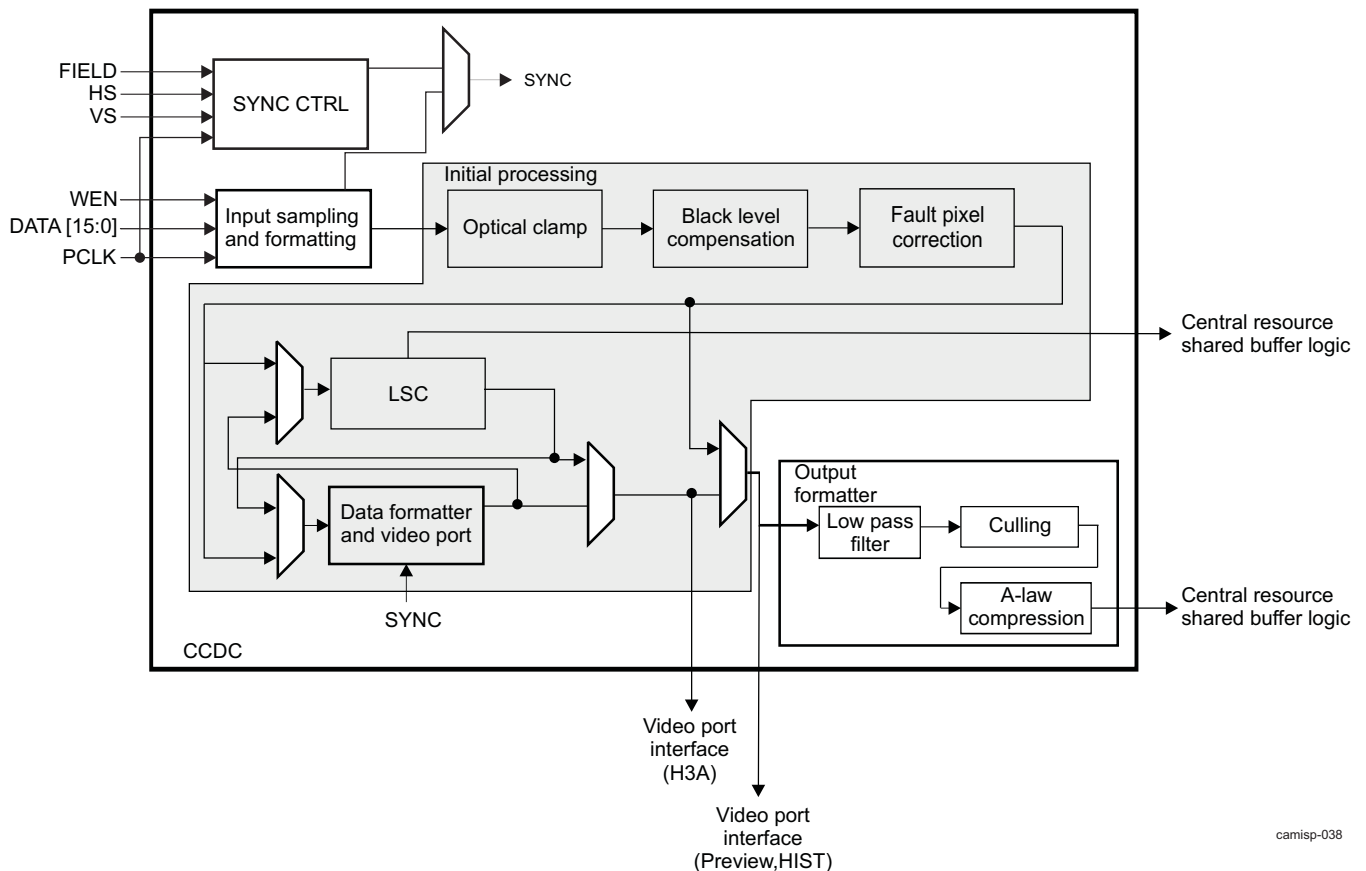 FIELD
HS
VS
SYNC CTRL
SYNC
WEN
DATA [15:0]
PCLK
Input sampling
and formatting
Initial processing
Optical clamp
Black level
compensation
Fault pixel
correction
Central resource
shared buffer logic
LSC
Data formatter
and video port
SYNC
Output
formatter
Low pass
filter
Culling
A-law
compression
Central resource
shared buffer logic
CCDC
Video port
interface
(H3A)
Video port
interface
(Preview,HIST)
camisp-038